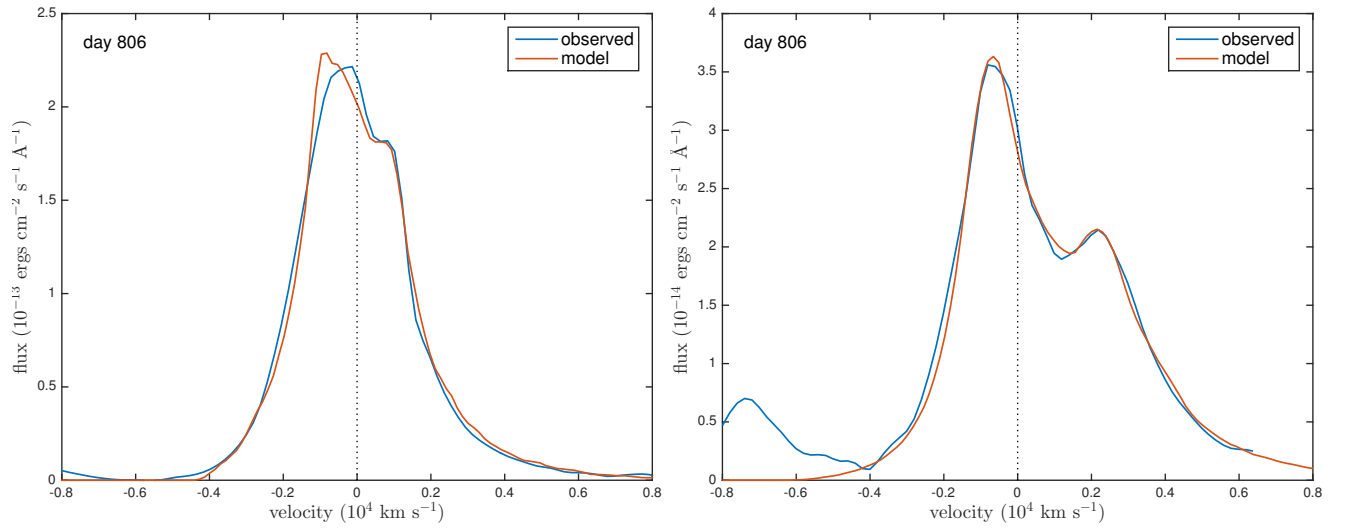 day 806
observed
model
2.5
2
1.5
1
0.5
0
flux (10⁻¹³ ergs cm⁻² s⁻¹ Å⁻¹)
-0.8 -0.6 -0.4 -0.2 0 0.2 0.4 0.6 0.8
velocity (10⁴ km s⁻¹)
day 806
observed
model
4
3.5
3
2.5
2
1.5
1
0.5
0
flux (10⁻¹⁴ ergs cm⁻² s⁻¹ Å⁻¹)
-0.8 -0.6 -0.4 -0.2 0 0.2 0.4 0.6 0.8
velocity (10⁴ km s⁻¹)